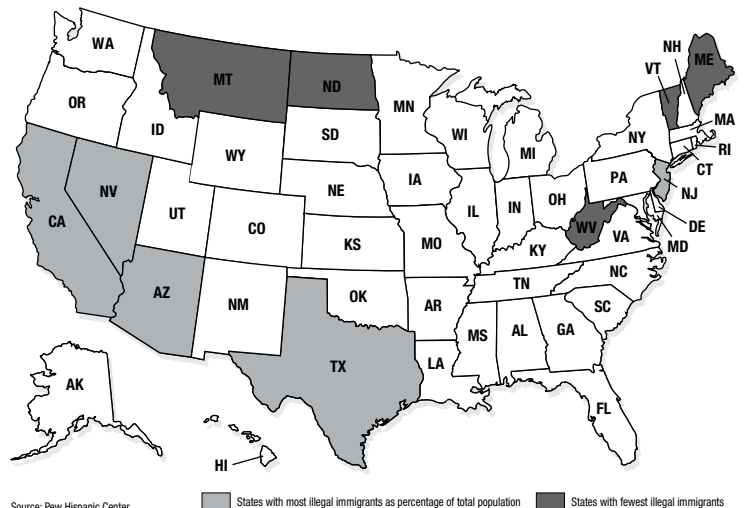 WA
MT
ND
OR
ID
WY
SD
MN
WI
MI
NH
VT
ME
MA
RI
CT
NY
NJ
PA
DE
MD
CA
NV
UT
CO
NE
IA
IL
IN
OH
WV
VA
KS
MO
KY
NC
AZ
NM
OK
AR
TN
SC
TX
LA
MS
AL
GA
FL
AK
HI
Source: Pew Hispanic Center
States with most illegal immigrants as percentage of total population
States with fewest illegal immigrants